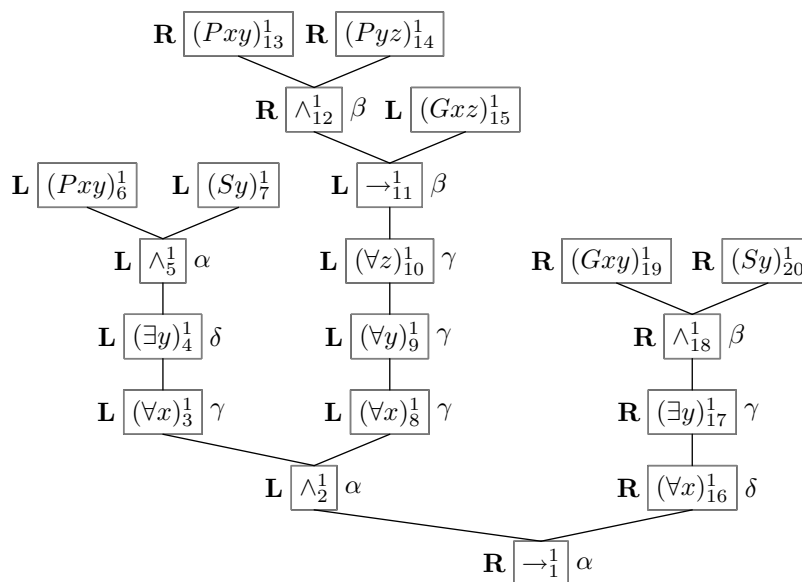 R (Pxy)¹₁₃ R (Pyz)¹₁₄
R ∧¹₁₂ β L (Gxz)¹₁₅
L (Pxy)¹₆ L (Sy)¹₇ L →¹₁₁ β
L ∧¹₅ α L (∀z)¹₁₀ γ R (Gxy)¹₁₉ R (Sy)¹₂₀
L (∃y)¹₄ δ L (∀y)¹₉ γ R ∧¹₁₈ β
L (∀x)¹₃ γ L (∀x)¹₈ γ R (∃y)¹₁₇ γ
L ∧¹₂ α R (∀x)¹₁₆ δ
R →¹₁ α